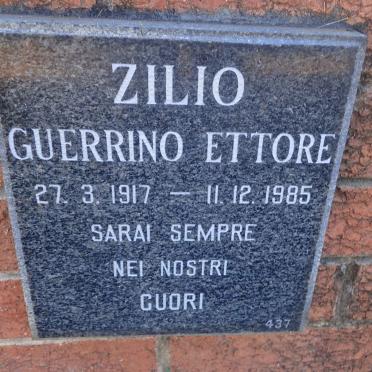 ZILIO
GUERRINO ETTORE
27. 3. 1917 — 11. 12. 1985
SARAI SEMPRE
NEI NOSTRI
CUORI
437